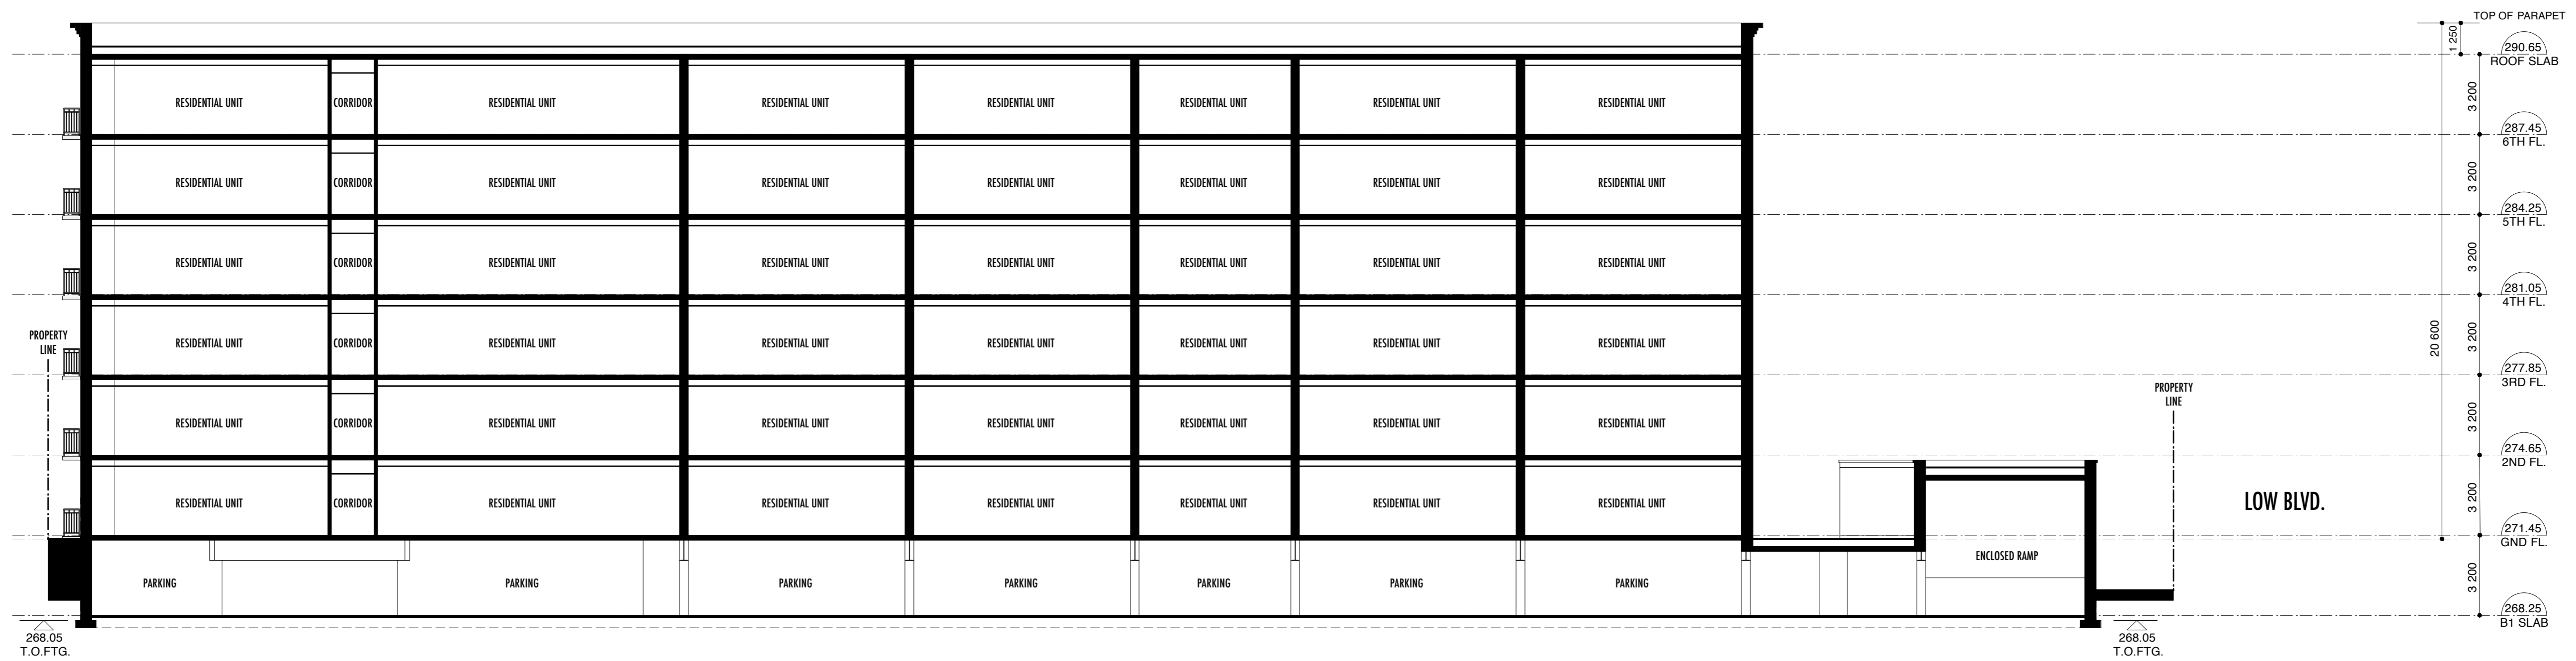 TOP OF PARAPET
1 250
290.65
ROOF SLAB
3 200
RESIDENTIAL UNIT CORRIDOR RESIDENTIAL UNIT RESIDENTIAL UNIT RESIDENTIAL UNIT RESIDENTIAL UNIT RESIDENTIAL UNIT RESIDENTIAL UNIT
287.45
6TH FL.
3 200
RESIDENTIAL UNIT CORRIDOR RESIDENTIAL UNIT RESIDENTIAL UNIT RESIDENTIAL UNIT RESIDENTIAL UNIT RESIDENTIAL UNIT RESIDENTIAL UNIT
284.25
5TH FL.
3 200
RESIDENTIAL UNIT CORRIDOR RESIDENTIAL UNIT RESIDENTIAL UNIT RESIDENTIAL UNIT RESIDENTIAL UNIT RESIDENTIAL UNIT RESIDENTIAL UNIT
281.05
4TH FL.
PROPERTY
LINE
20 600
3 200
RESIDENTIAL UNIT CORRIDOR RESIDENTIAL UNIT RESIDENTIAL UNIT RESIDENTIAL UNIT RESIDENTIAL UNIT RESIDENTIAL UNIT RESIDENTIAL UNIT
277.85
3RD FL.
PROPERTY
LINE
3 200
RESIDENTIAL UNIT CORRIDOR RESIDENTIAL UNIT RESIDENTIAL UNIT RESIDENTIAL UNIT RESIDENTIAL UNIT RESIDENTIAL UNIT RESIDENTIAL UNIT
274.65
2ND FL.
3 200
RESIDENTIAL UNIT CORRIDOR RESIDENTIAL UNIT RESIDENTIAL UNIT RESIDENTIAL UNIT RESIDENTIAL UNIT RESIDENTIAL UNIT RESIDENTIAL UNIT
LOW BLVD.
271.45
GND FL.
ENCLOSED RAMP
3 200
PARKING PARKING PARKING PARKING PARKING PARKING PARKING
268.25
B1 SLAB
268.05
T.O.FTG.
268.05
T.O.FTG.